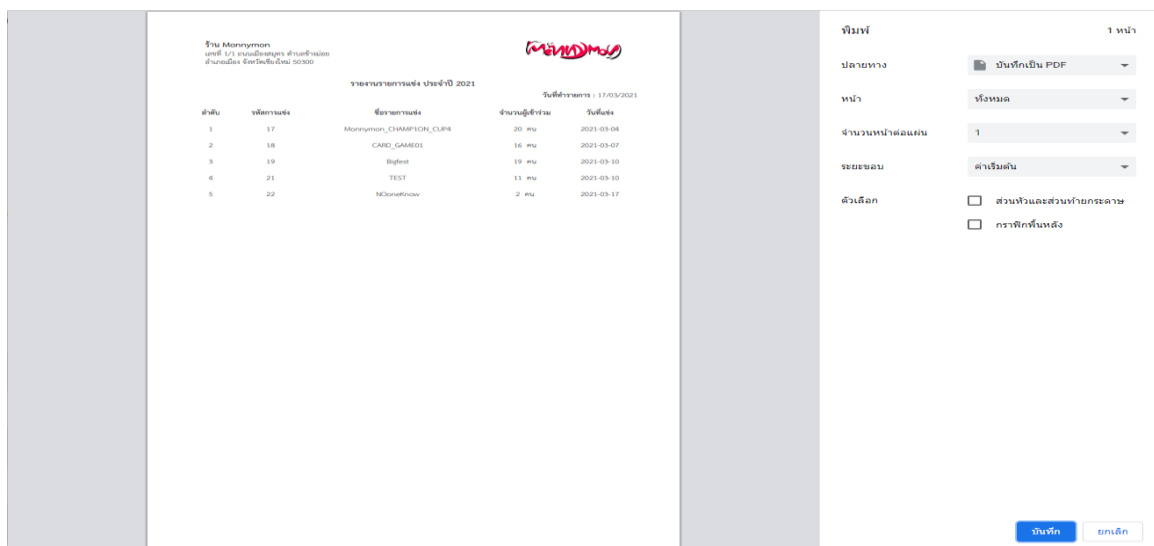 ร้าน Monnymon
เลขที่ 1/1 ถนนเมืองสมุทร ตำบลช้างม่อย
อำเภอเมือง จังหวัดเชียงใหม่ 50300
Monnymon
รายงานรายการแข่ง ประจำปี 2021
วันที่ทำรายการ : 17/03/2021
ลำดับ รหัสการแข่ง ชื่อรายการแข่ง จำนวนผู้เข้าร่วม วันที่แข่ง
1 17 Monnymon_CHAMP1ON_CUP4 20 คน 2021-03-04
2 18 CARD_GAME01 16 คน 2021-03-07
3 19 Bigfest 19 คน 2021-03-10
4 21 TEST 11 คน 2021-03-10
5 22 NOoneKnow 2 คน 2021-03-17
พิมพ์ 1 หน้า
ปลายทาง บันทึกเป็น PDF
หน้า ทั้งหมด
จำนวนหน้าต่อแผ่น 1
ระยะขอบ ค่าเริ่มต้น
ตัวเลือก ส่วนหัวและส่วนท้ายกระดาษ
กราฟิกพื้นหลัง
บันทึก ยกเลิก